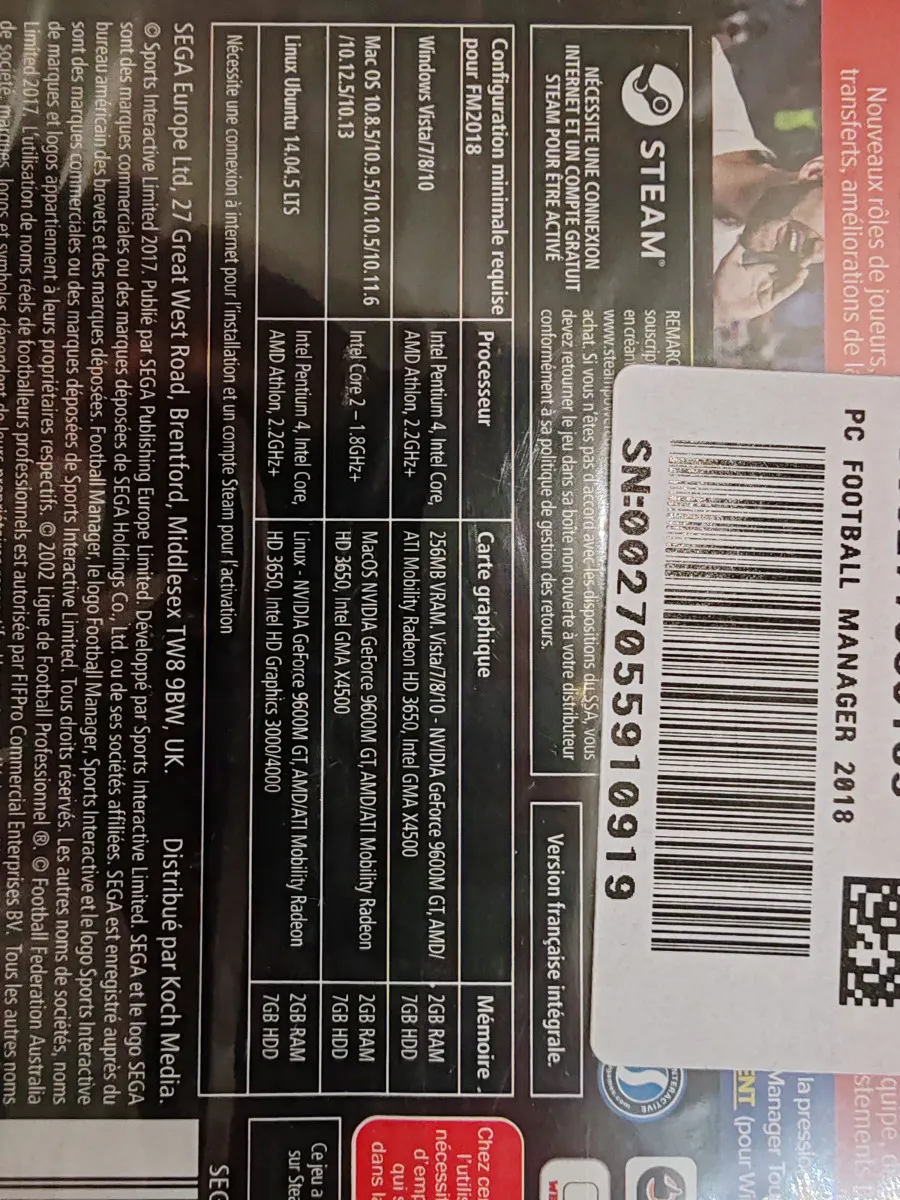 Nouveaux rôles de joueurs,
transferts, améliorations de
PC FOOTBALL MANAGER 2018
SN:002705591091​9
STEAM®
NÉCESSITE UNE CONNEXION
INTERNET ET UN COMPTE GRATUIT
STEAM POUR ÊTRE ACTIVÉ
achat. Si vous n'êtes pas d'accord avec les dispositions du SSA, vous
devez retourner le jeu dans sa boîte non ouverte à votre distributeur
conformément à sa politique de gestion des retours.
Version française intégrale.
Configuration minimale requise
pour FM2018
Processeur
Carte graphique
Mémoire
Windows Vista/7/8/10
Intel Pentium 4, Intel Core,
AMD Athlon, 2.2GHz+
256MB VRAM, Vista/7/8/10 - NVIDIA GeForce 9600M GT, AMD/
ATI Mobility Radeon HD 3650, Intel GMA X4500
2GB RAM
7GB HDD
Mac OS 10.8.5/10.9.5/10.10.5/10.11.6
/10.12.5/10.13
Intel Core 2 – 1.8GHz+
MacOS NVIDIA GeForce 9600M GT, AMD/ATI Mobility Radeon
HD 3650, Intel GMA X4500
2GB RAM
7GB HDD
Linux Ubuntu 14.04.5 LTS
Intel Pentium 4, Intel Core,
AMD Athlon, 2.2GHz+
Linux - NVIDIA GeForce 9600M GT, AMD/ATI Mobility Radeon
HD 3650, Intel HD Graphics 3000/4000
2GB RAM
7GB HDD
Nécessite une connexion à internet pour l'installation et un compte Steam pour l'activation
SEGA Europe Ltd, 27 Great West Road, Brentford, Middlesex TW8 9BW, UK. Distribué par Koch Media.
© Sports Interactive Limited 2017. Publié par SEGA Publishing Europe Limited. Développé par Sports Interactive Limited. SEGA et le logo SEGA
sont des marques commerciales ou des marques déposées de SEGA Holdings Co., Ltd. ou de ses sociétés affiliées. SEGA est enregistré auprès du
bureau américain des brevets et des marques déposées. Football Manager, le logo Football Manager, Sports Interactive et le logo Sports Interactive
sont des marques commerciales ou des marques déposées de Sports Interactive Limited. Tous droits réservés. Les autres noms de sociétés, noms
de marques et logos appartiennent à leurs propriétaires respectifs. © 2002 Ligue de Football Professionnel ®. © Football Federation Australia
Limited 2017. L'utilisation de noms réels de footballeurs professionnels est autorisée par FIFPro Commercial Enterprises BV. Tous les autres noms